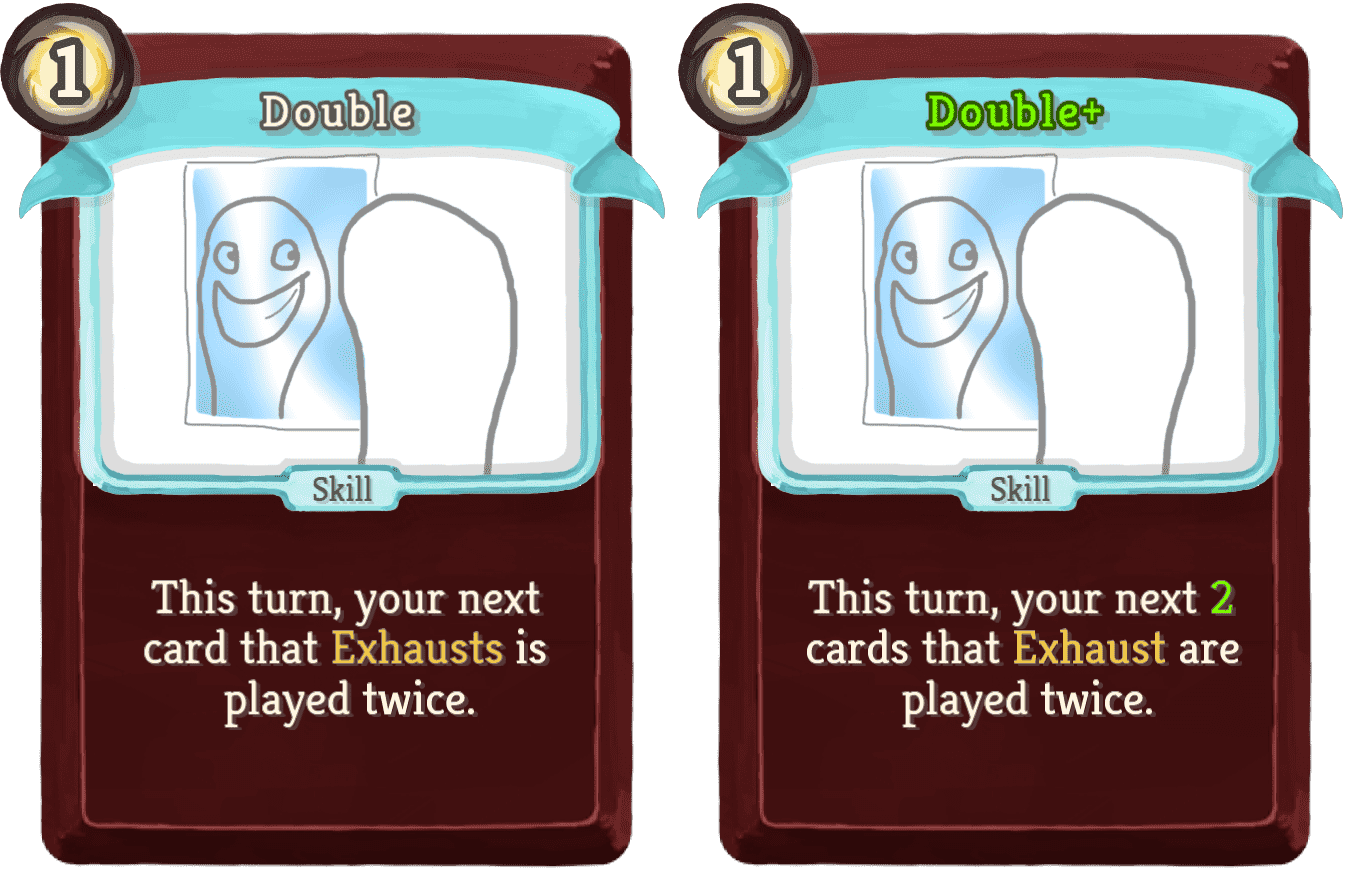 1
Double
Skill
This turn, your next
card that Exhausts is
played twice.
1
Double+
Skill
This turn, your next 2
cards that Exhaust are
played twice.